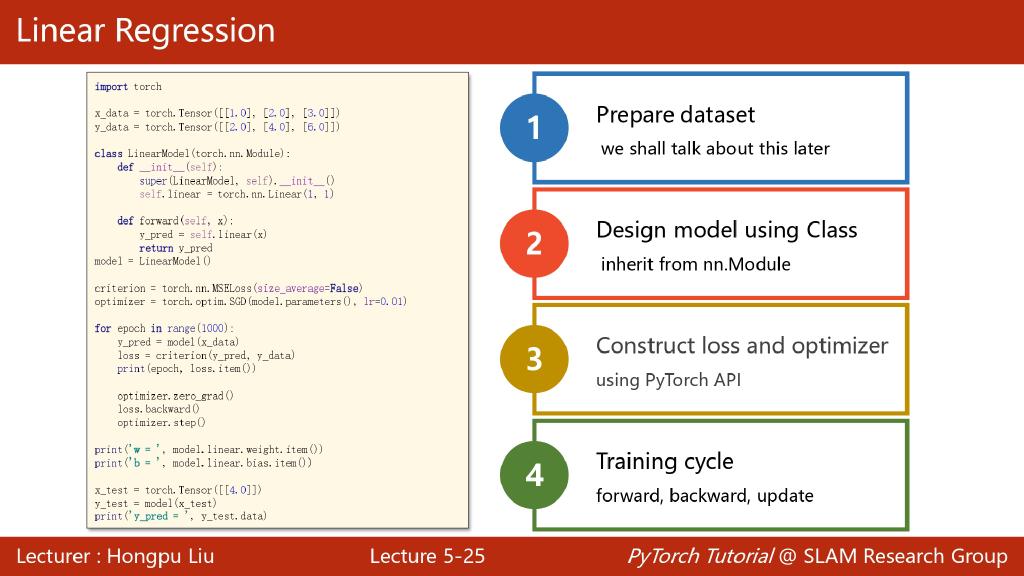 Linear Regression
import torch
x_data = torch.Tensor([[1.0], [2.0], [3.0]])
y_data = torch.Tensor([[2.0], [4.0], [6.0]])
class LinearModel(torch.nn.Module):
    def __init__(self):
        super(LinearModel, self).__init__()
        self.linear = torch.nn.Linear(1, 1)
    def forward(self, x):
        y_pred = self.linear(x)
        return y_pred
model = LinearModel()
criterion = torch.nn.MSELoss(size_average=False)
optimizer = torch.optim.SGD(model.parameters(), lr=0.01)
for epoch in range(1000):
    y_pred = model(x_data)
    loss = criterion(y_pred, y_data)
    print(epoch, loss.item())
    optimizer.zero_grad()
    loss.backward()
    optimizer.step()
print('w = ', model.linear.weight.item())
print('b = ', model.linear.bias.item())
x_test = torch.Tensor([[4.0]])
y_test = model(x_test)
print('y_pred = ', y_test.data)
1
Prepare dataset
we shall talk about this later
2
Design model using Class
inherit from nn.Module
3
Construct loss and optimizer
using PyTorch API
4
Training cycle
forward, backward, update
Lecturer : Hongpu Liu
Lecture 5-25
PyTorch Tutorial @ SLAM Research Group